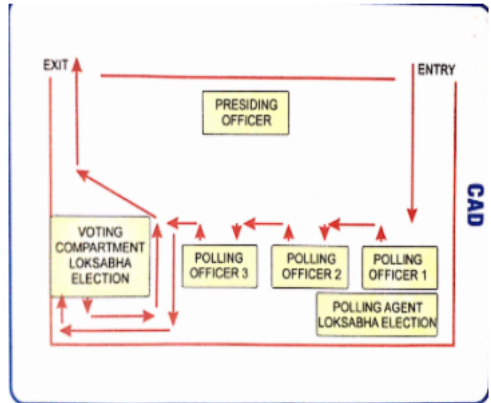 EXIT
ENTRY
PRESIDING
OFFICER
CAD
VOTING
COMPARTMENT
LOKSABHA
ELECTION
POLLING
OFFICER 3
POLLING
OFFICER 2
POLLING
OFFICER 1
POLLING AGENT
LOKSABHA ELECTION